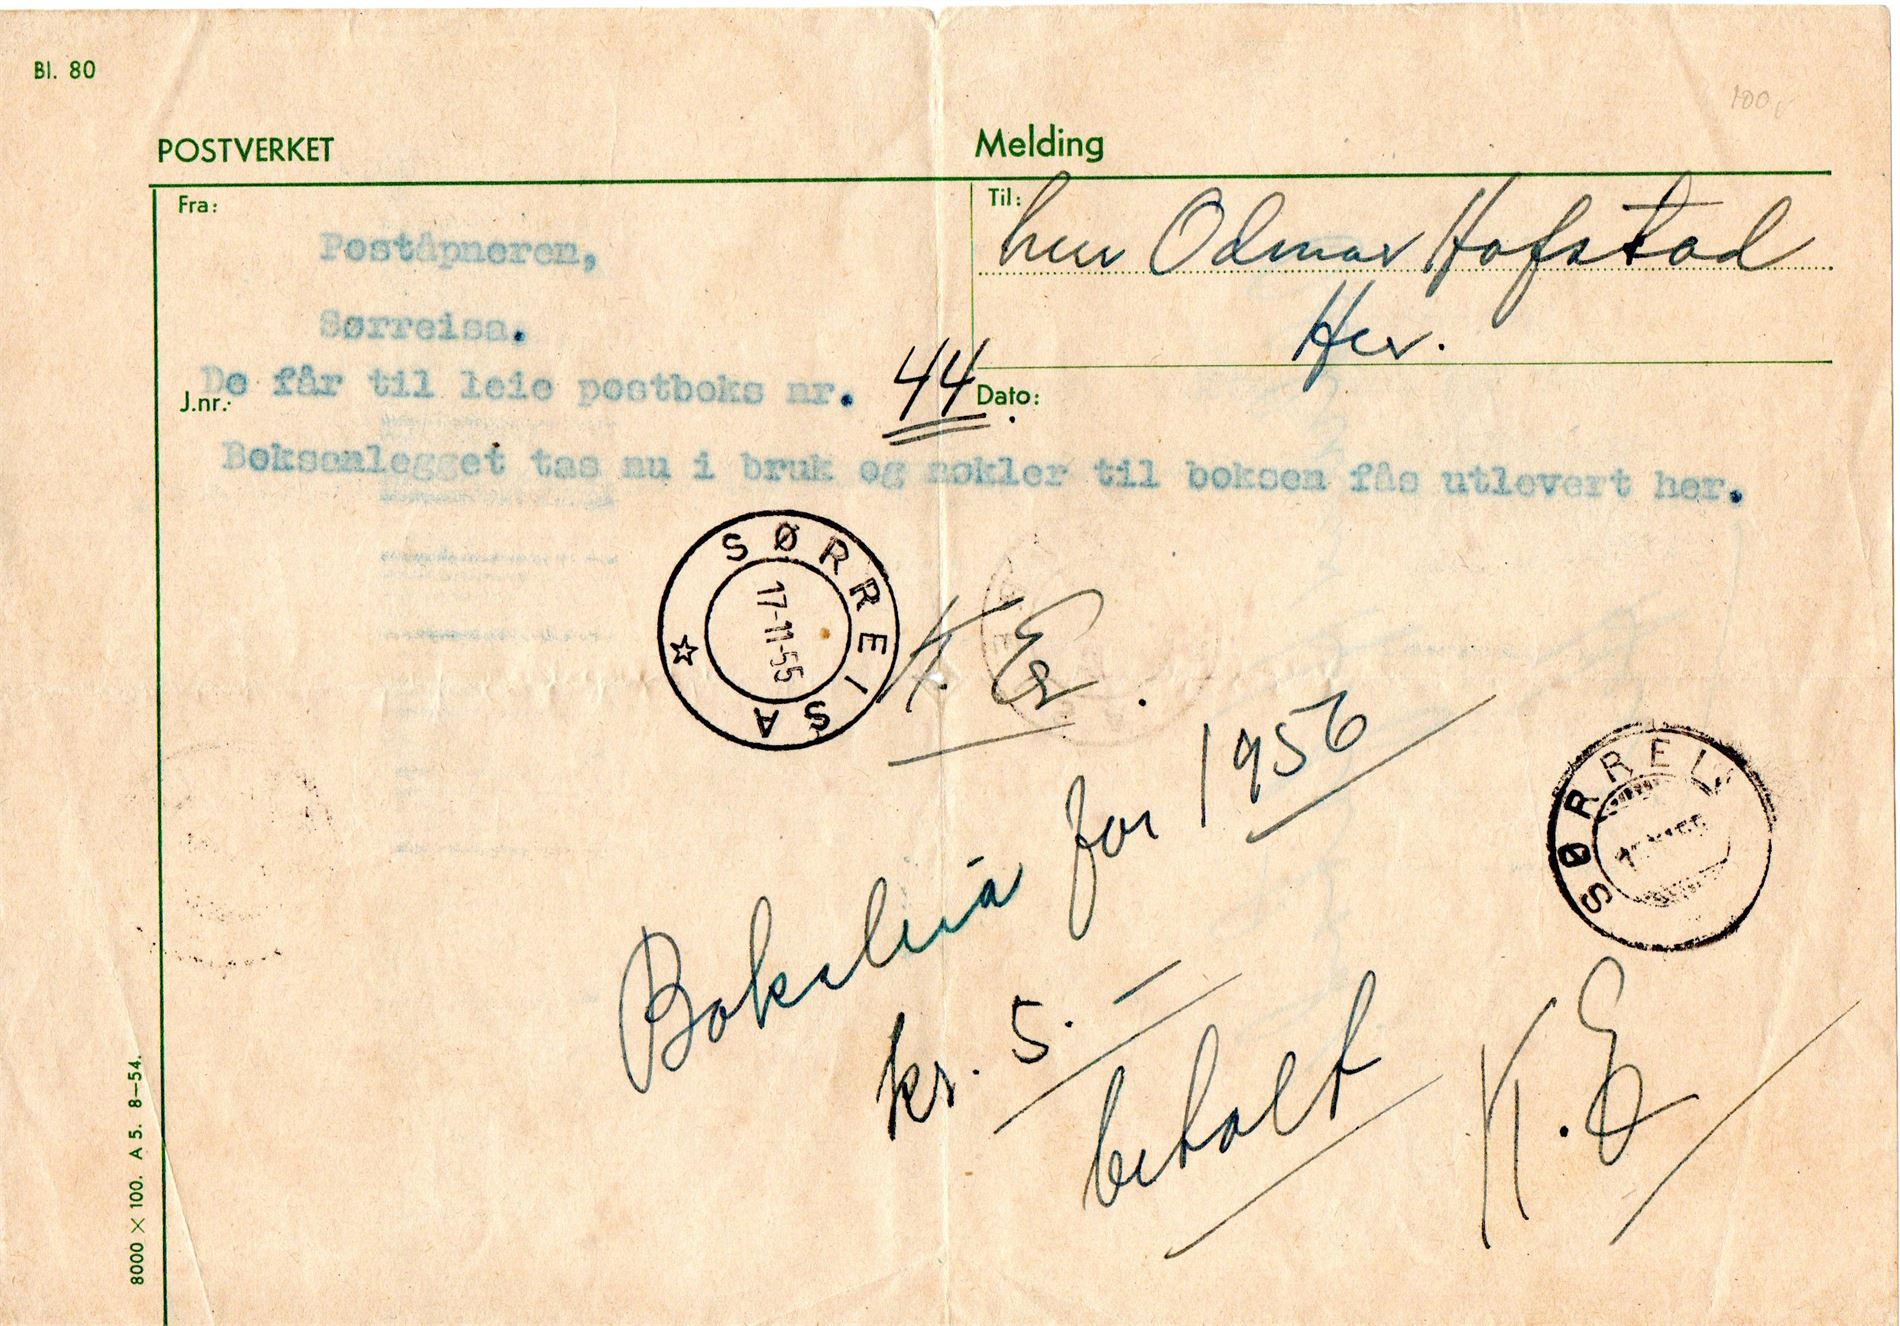 Bl. 80
100,-
POSTVERKET
Melding
Fra:
Poståpneren,
Sørreisa.
Til:
herr Odmar Hofstad
Her.
J.nr.:
Dato:
De får til leie postboks nr. 44.
Boksanlegget tas nu i bruk og nøkler til boksen fås utlevert her.
SØRREISA
17-11-55
K. E.
Boksleia for 1956
kr. 5.-
betalt
K. E
SØRREI
8000 × 100. A 5. 8—54.